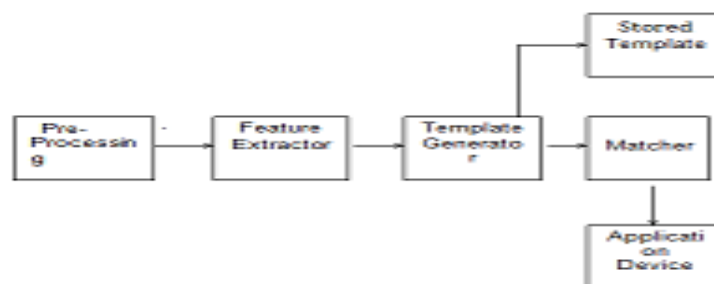 Stored
Template
Pre-
Processin
g
Feature
Extractor
Template
Generato
r
Matcher
Applicati
on
Device